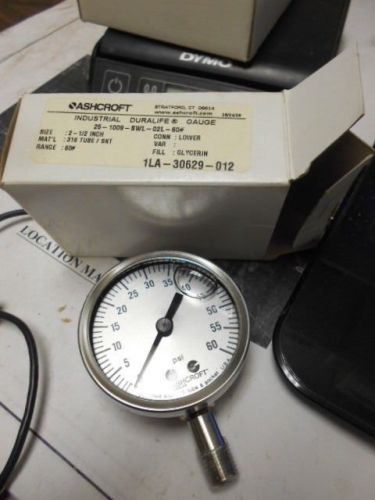 DYMO
ASHCROFT
STRATFORD, CT 06614
www.ashcroft.com
INDUSTRIAL DURALIFE® GAUGE
25-1009-SWL-02L-60#
SIZE : 2-1/2 INCH
CONN : LOWER
MAT'L : 316 TUBE/SKT
VAR :
RANGE : 60#
FILL : GLYCERIN
1LA-30629-012
LOCATION
5
10
15
20
25
30
35
40
50
55
60
psi
ASHCROFT